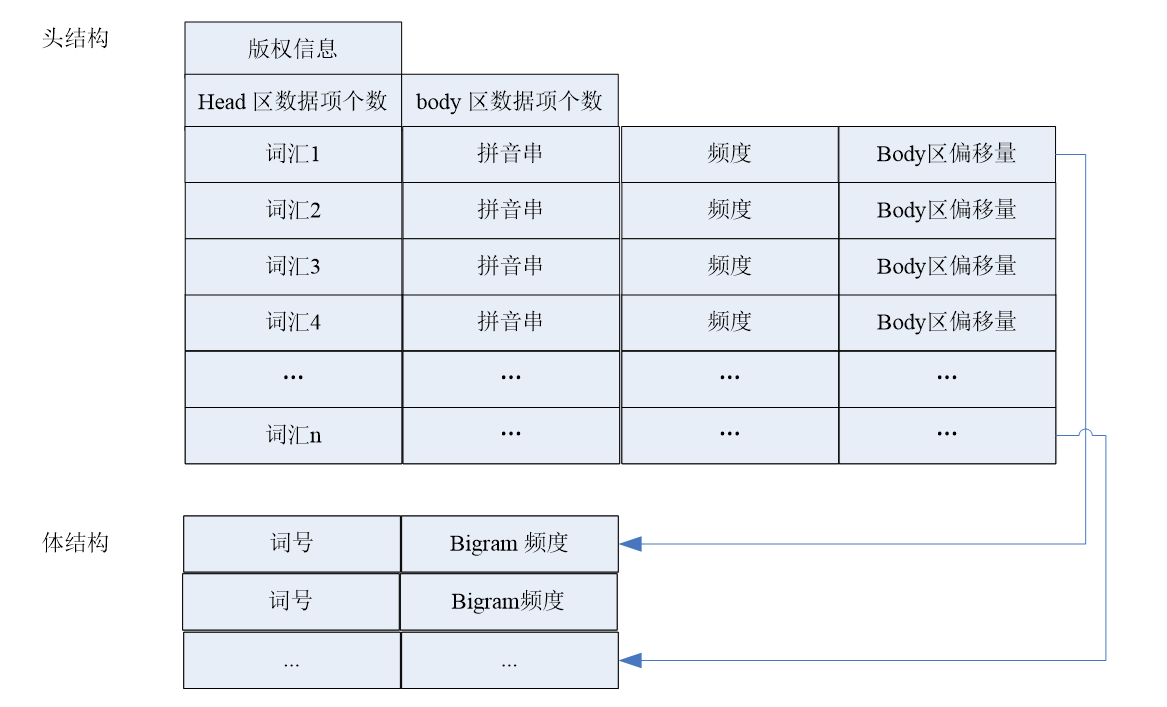 头结构
版权信息
Head 区数据项个数 body 区数据项个数
词汇1 拼音串 频度 Body区偏移量
词汇2 拼音串 频度 Body区偏移量
词汇3 拼音串 频度 Body区偏移量
词汇4 拼音串 频度 Body区偏移量
… … … …
词汇n … … …
体结构
词号 Bigram 频度
词号 Bigram频度
... ...